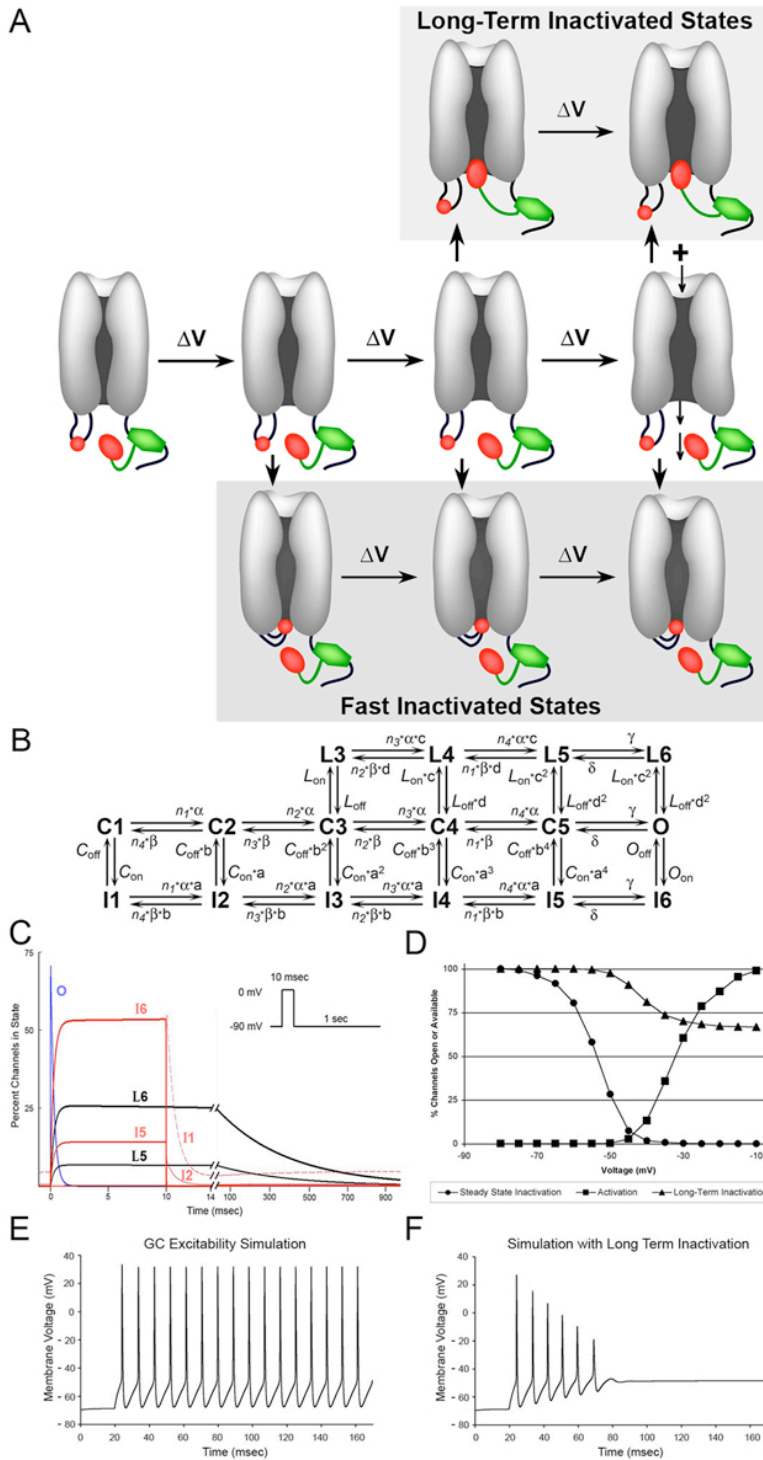 A
Long-Term Inactivated States
ΔV
+
ΔV ΔV ΔV
ΔV ΔV
Fast Inactivated States
B
n3*α*c n4*α*c γ
L3 L4 L5 L6
n2*β*d n1*β*d δ
Lon Lon*c Lon*c² Lon*c²
Loff Loff*d Loff*d² Loff*d²
n1*α n2*α n3*α n4*α γ
C1 C2 C3 C4 C5 O
n4*β n3*β n2*β n1*β δ
Coff Coff*b Coff*b² Coff*b³ Coff*b⁴ Ooff
Con Con*a Con*a² Con*a³ Con*a⁴ Oon
n1*α*a n2*α*a n3*α*a n4*α*a γ
I1 I2 I3 I4 I5 I6
n4*β*b n3*β*b n2*β*b n1*β*b δ
C
Percent Channels in State
75
50
25
O
I6
L6
I5
L5
I1
I2
10 msec
0 mV
-90 mV
1 sec
0 5 10 14 100 300 500 700 900
Time (msec)
D
% Channels Open or Available
100
75
50
25
0
-90 -70 -50 -30 -10
Voltage (mV)
Steady State Inactivation Activation Long-Term Inactivation
E
GC Excitability Simulation
Membrane Voltage (mV)
40
20
0
-20
-40
-60
-80
0 20 40 60 80 100 120 140 160
Time (msec)
F
Simulation with Long Term Inactivation
Membrane Voltage (mV)
40
20
0
-20
-40
-60
-80
0 20 40 60 80 100 120 140 160
Time (msec)